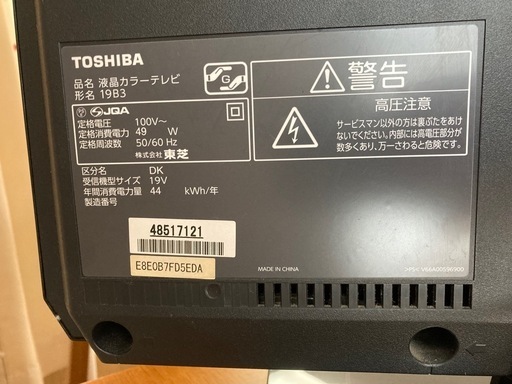 TOSHIBA
品名 液晶カラーテレビ
形名 19B3
JQA
定格電圧 100V～
定格消費電力 49 W
定格周波数 50/60 Hz
株式会社 東芝
区分名 DK
受信機型サイズ 19V
年間消費電力量 44 kWh/年
製造番号
48517121
E8E0B7FD5EDA
G
警告
高圧注意
サービスマン以外の方は裏ぶたをあけ
ないでください。内部には高電圧部分が
数多くあり、万一さわると危険です。
MADE IN CHINA